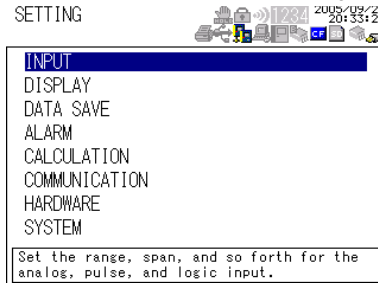 SETTING
1234
2005/09/2
20:33:2
CF
INPUT
DISPLAY
DATA SAVE
ALARM
CALCULATION
COMMUNICATION
HARDWARE
SYSTEM
Set the range, span, and so forth for the
analog, pulse, and logic input.